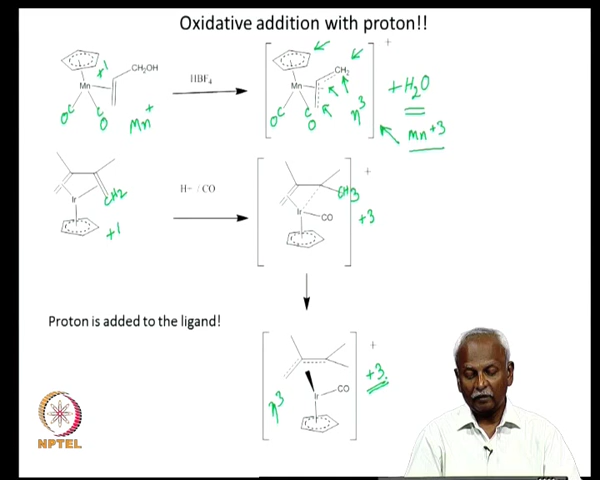 Oxidative addition with proton!!
+1
CH₂OH
Mn
OC
C
O
Mn⁺
HBF₄
+
CH₂
Mn
OC
C
O
η³
+ H₂O
Mn⁺³
Ir
CH2
+1
H+ / CO
+
CH3
Ir
CO
+3
Proton is added to the ligand!
+
η³
Ir
CO
+3
NPTEL